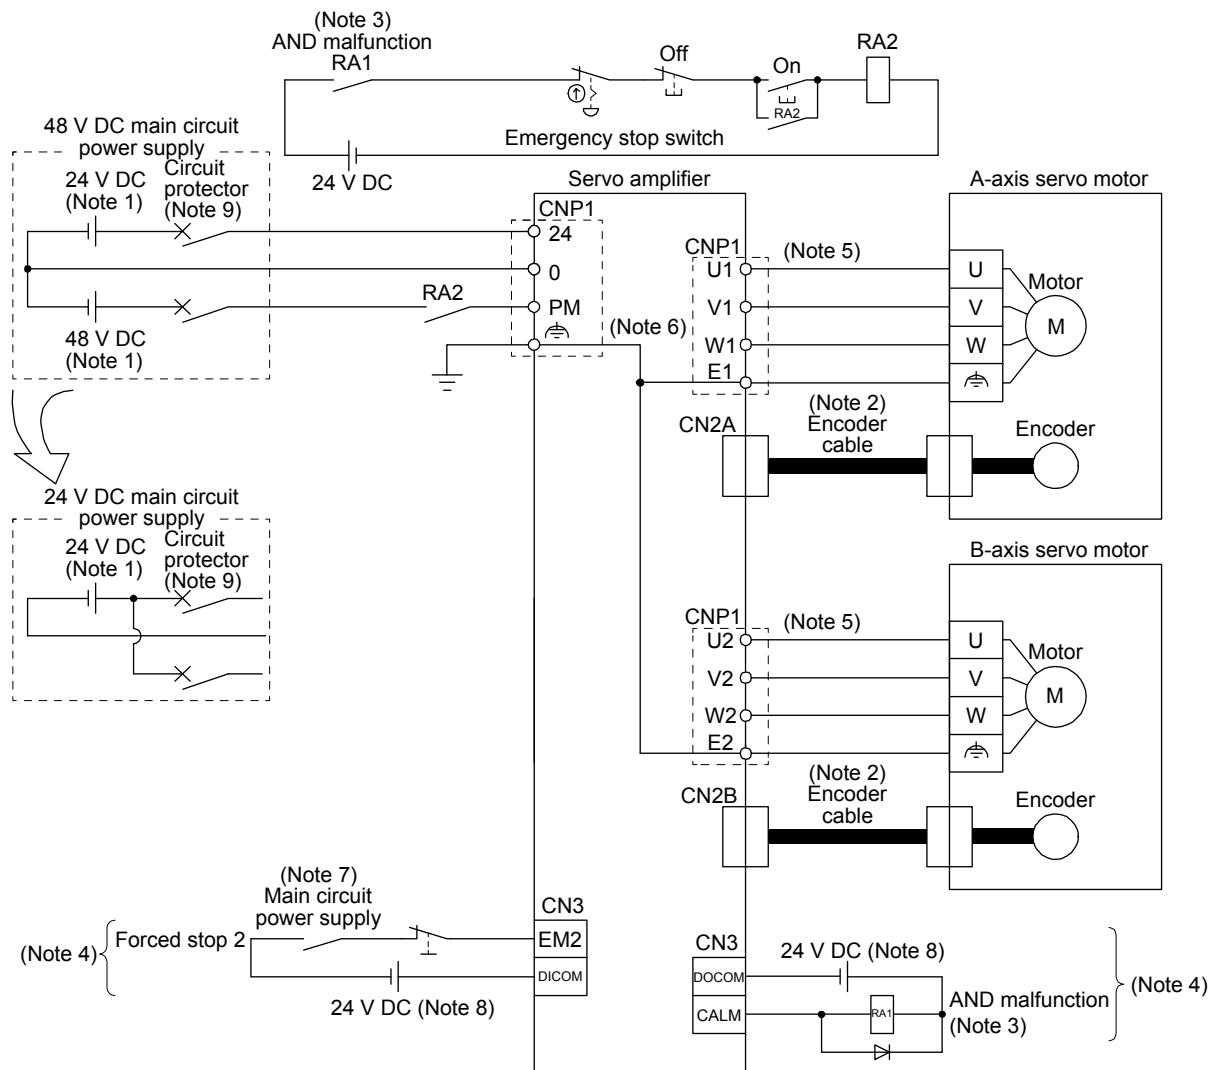 (Note 3)
AND malfunction
RA1
Off
On
RA2
RA2
Emergency stop switch
24 V DC
48 V DC main circuit
power supply
24 V DC
(Note 1)
Circuit
protector
(Note 9)
48 V DC
(Note 1)
RA2
Servo amplifier
CNP1
24
0
PM
(Note 6)
CNP1
U1
V1
W1
E1
(Note 5)
CN2A
(Note 2)
Encoder
cable
A-axis servo motor
U
V
W
Motor
M
Encoder
24 V DC main circuit
power supply
24 V DC
(Note 1)
Circuit
protector
(Note 9)
CNP1
U2
V2
W2
E2
(Note 5)
CN2B
(Note 2)
Encoder
cable
B-axis servo motor
U
V
W
Motor
M
Encoder
(Note 4)
Forced stop 2
(Note 7)
Main circuit
power supply
24 V DC (Note 8)
CN3
EM2
DICOM
CN3
DOCOM
CALM
24 V DC (Note 8)
RA1
AND malfunction
(Note 3)
(Note 4)